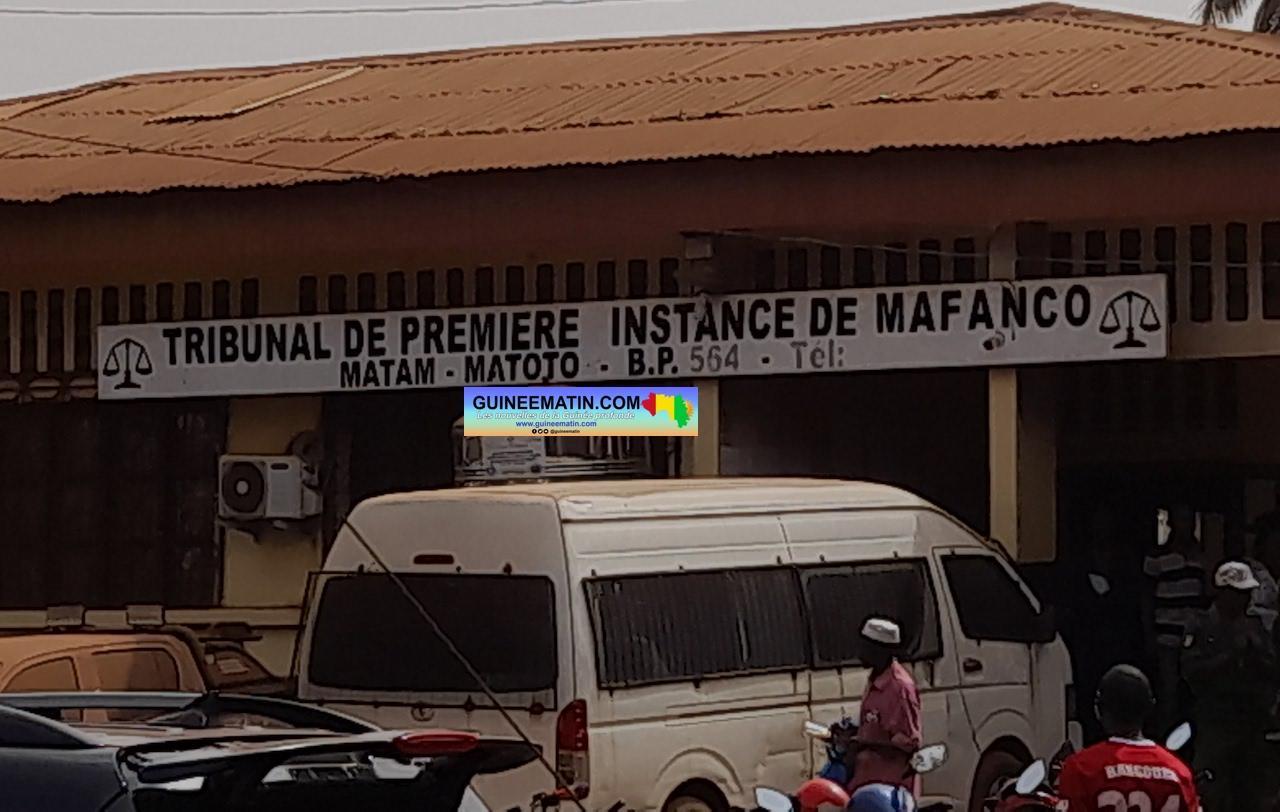 TRIBUNAL DE PREMIERE INSTANCE DE MAFANCO
MATAM - MATOTO - B.P. 564 - Tél:
GUINEEMATIN.COM
Les nouvelles de la Guinée profonde
www.guineematin.com
@guineematin